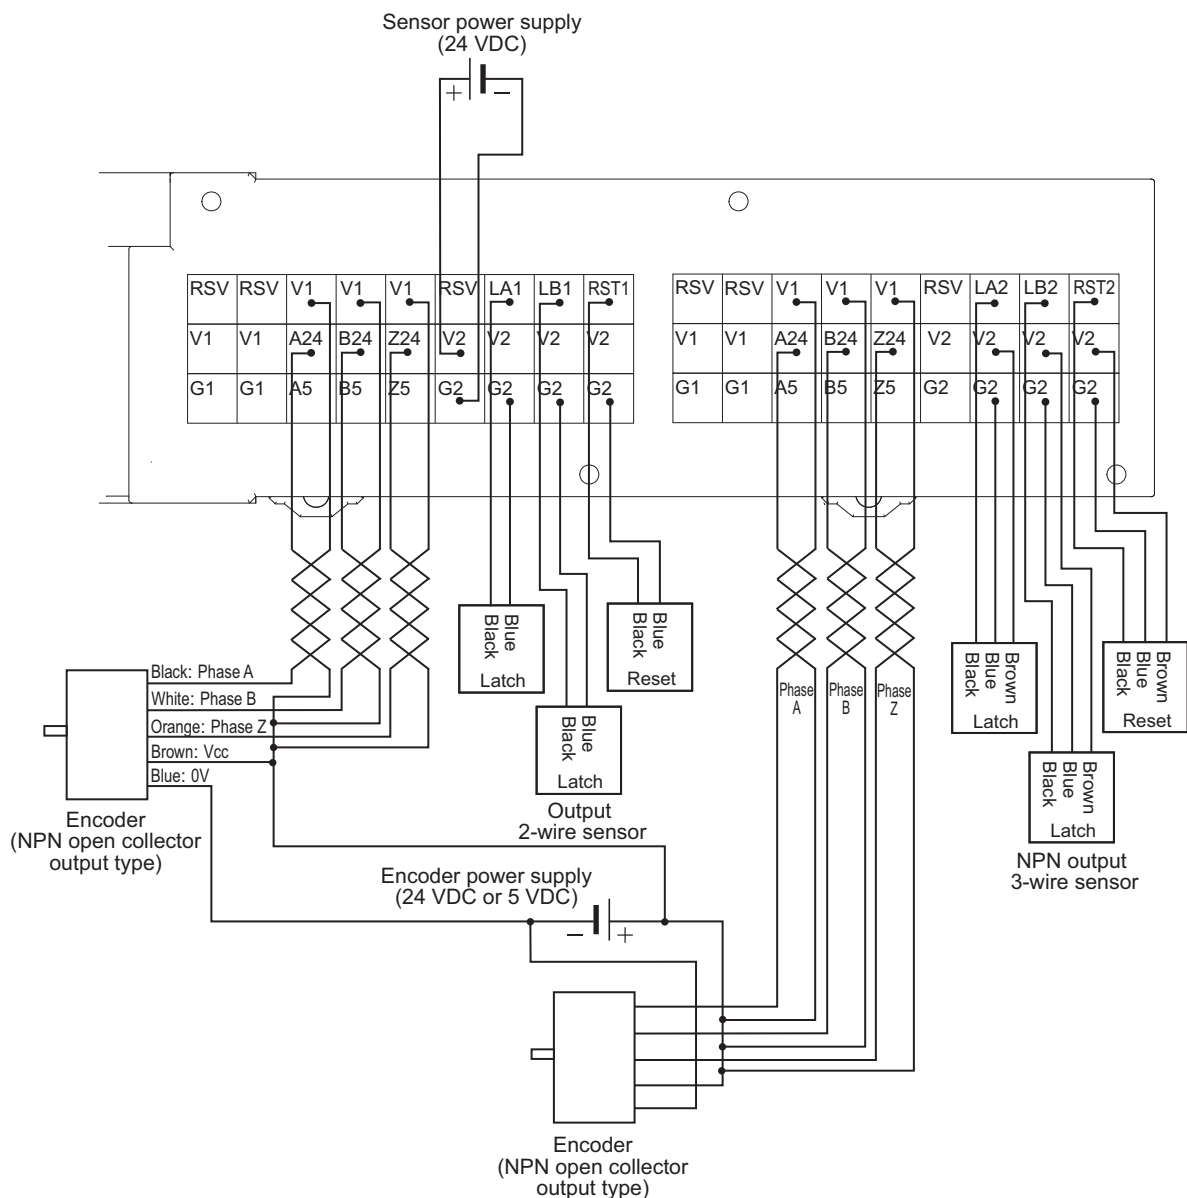 Sensor power supply
(24 VDC)
+ −
RSV RSV V1 V1 V1 RSV LA1 LB1 RST1
V1 V1 A24 B24 Z24 V2 V2 V2 V2
G1 G1 A5 B5 Z5 G2 G2 G2 G2
RSV RSV V1 V1 V1 RSV LA2 LB2 RST2
V1 V1 A24 B24 Z24 V2 V2 V2 V2
G1 G1 A5 B5 Z5 G2 G2 G2 G2
Black: Phase A
White: Phase B
Orange: Phase Z
Brown: Vcc
Blue: 0V
Encoder
(NPN open collector
output type)
Black
Blue
Latch
Black
Blue
Latch
Black
Blue
Reset
Output
2-wire sensor
Phase
A
Phase
B
Phase
Z
Black
Blue
Brown
Latch
Black
Blue
Brown
Latch
Black
Blue
Brown
Reset
NPN output
3-wire sensor
Encoder power supply
(24 VDC or 5 VDC)
− +
Encoder
(NPN open collector
output type)